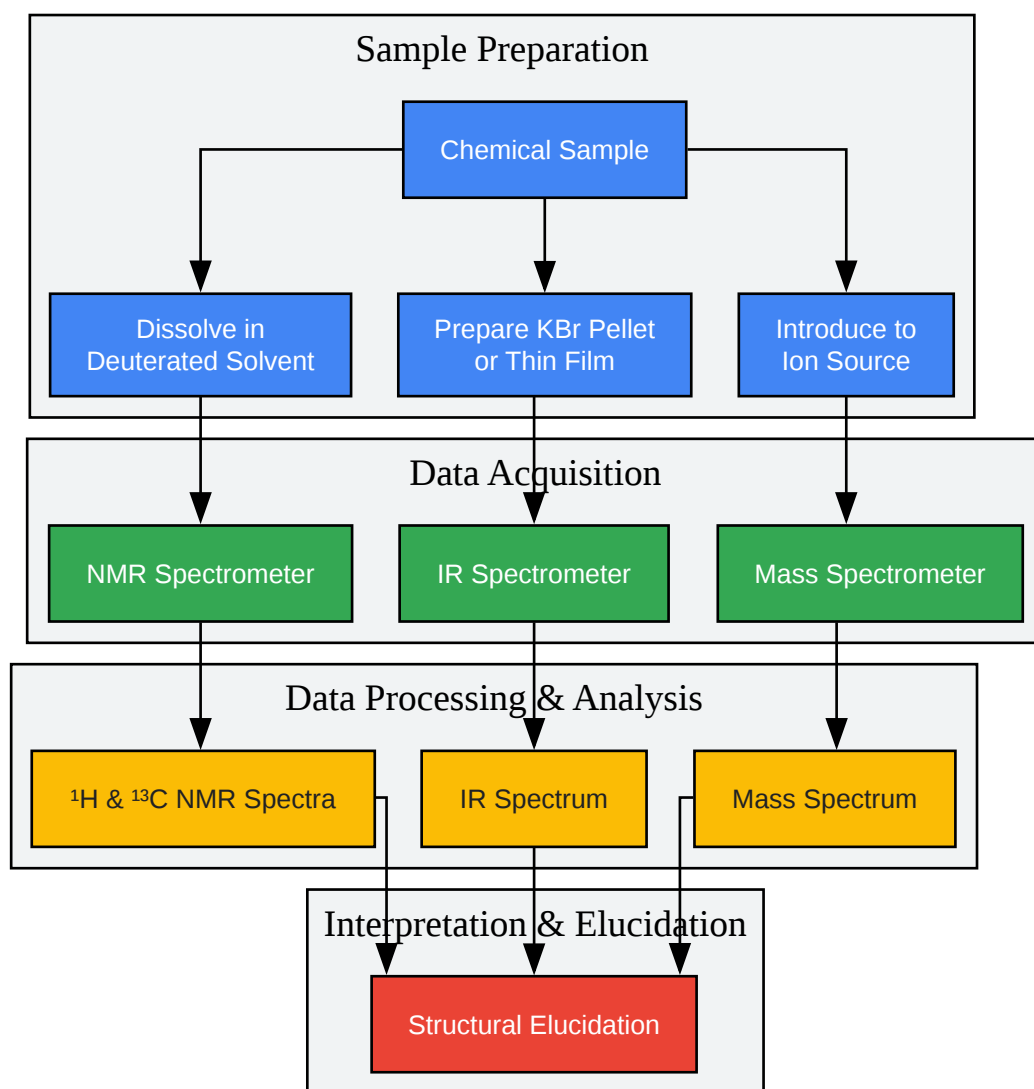 Sample Preparation
Chemical Sample
Dissolve in
Deuterated Solvent
Prepare KBr Pellet
or Thin Film
Introduce to
Ion Source
Data Acquisition
NMR Spectrometer
IR Spectrometer
Mass Spectrometer
Data Processing & Analysis
¹H & ¹³C NMR Spectra
IR Spectrum
Mass Spectrum
Interpretation & Elucidation
Structural Elucidation